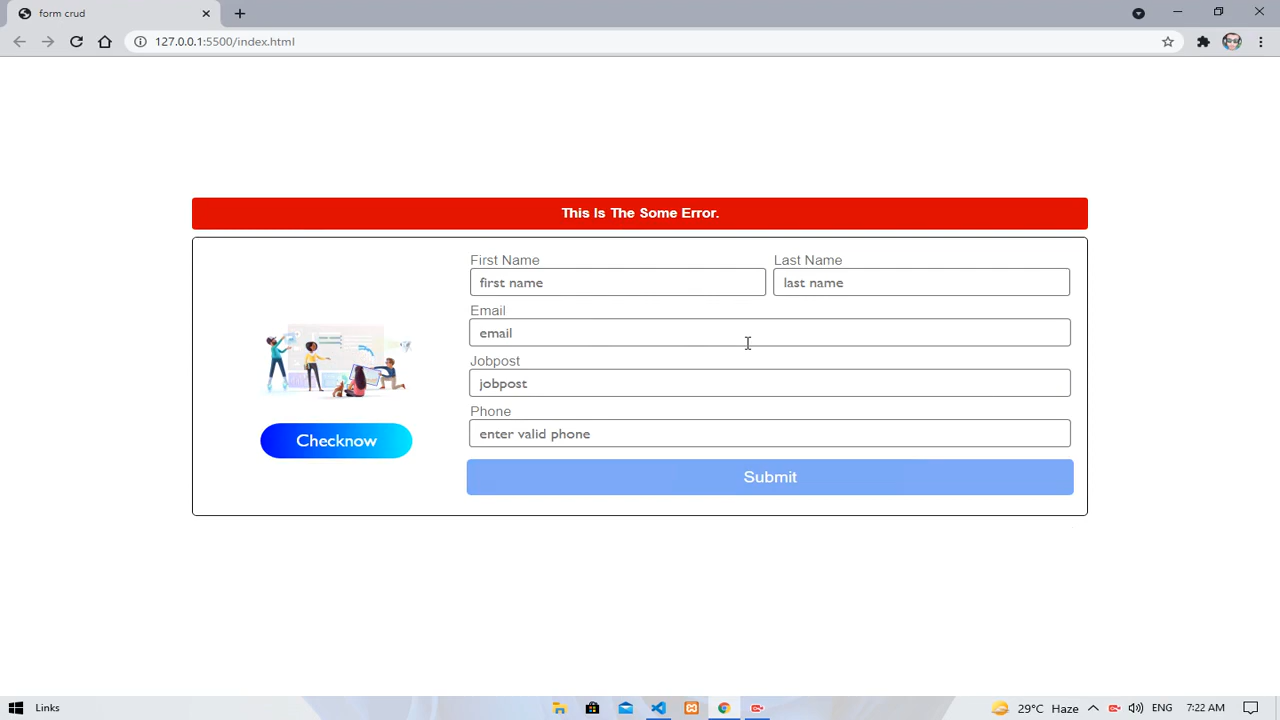 form crud
127.0.0.1:5500/index.html
This Is The Some Error.
First Name
Last Name
first name
last name
Email
email
Jobpost
jobpost
Phone
enter valid phone
Checknow
Submit
Links
29°C Haze
ENG
7:22 AM